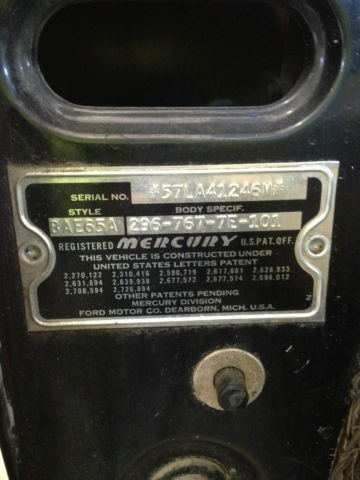 SERIAL NO. *57LA41246M*
STYLE BODY SPECIF.
BAE65A 296-767-7E-101
REGISTERED MERCURY U.S.PAT.OFF.
THIS VEHICLE IS CONSTRUCTED UNDER
UNITED STATES LETTERS PATENT
2,270,122 2,310,416 2,590,719 2,617,681 2,628,833
2,631,694 2,639,938 2,677,572 2,677,574 2,698,012
2,708,594 2,726,894
OTHER PATENTS PENDING
MERCURY DIVISION
FORD MOTOR CO. DEARBORN, MICH. U.S.A.